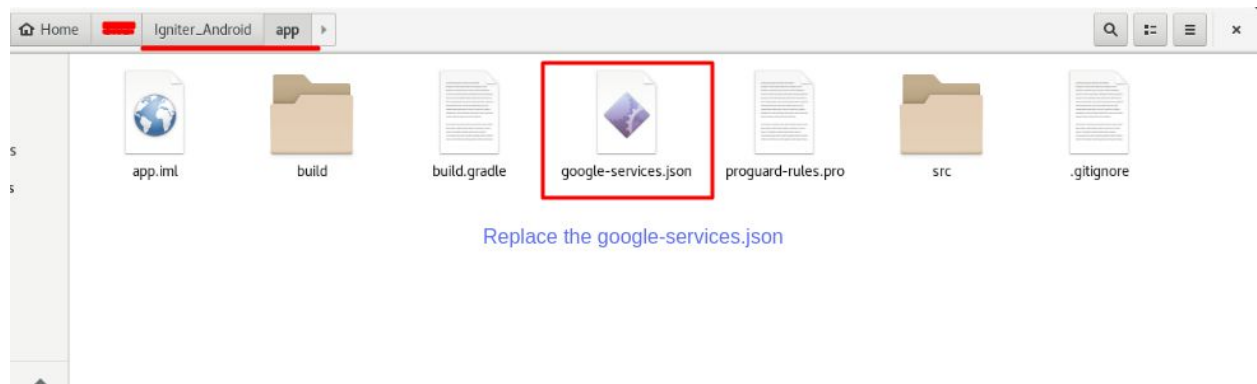 Home Igniter_Android app
s
app.iml build build.gradle google-services.json proguard-rules.pro src .gitignore
s
Replace the google-services.json